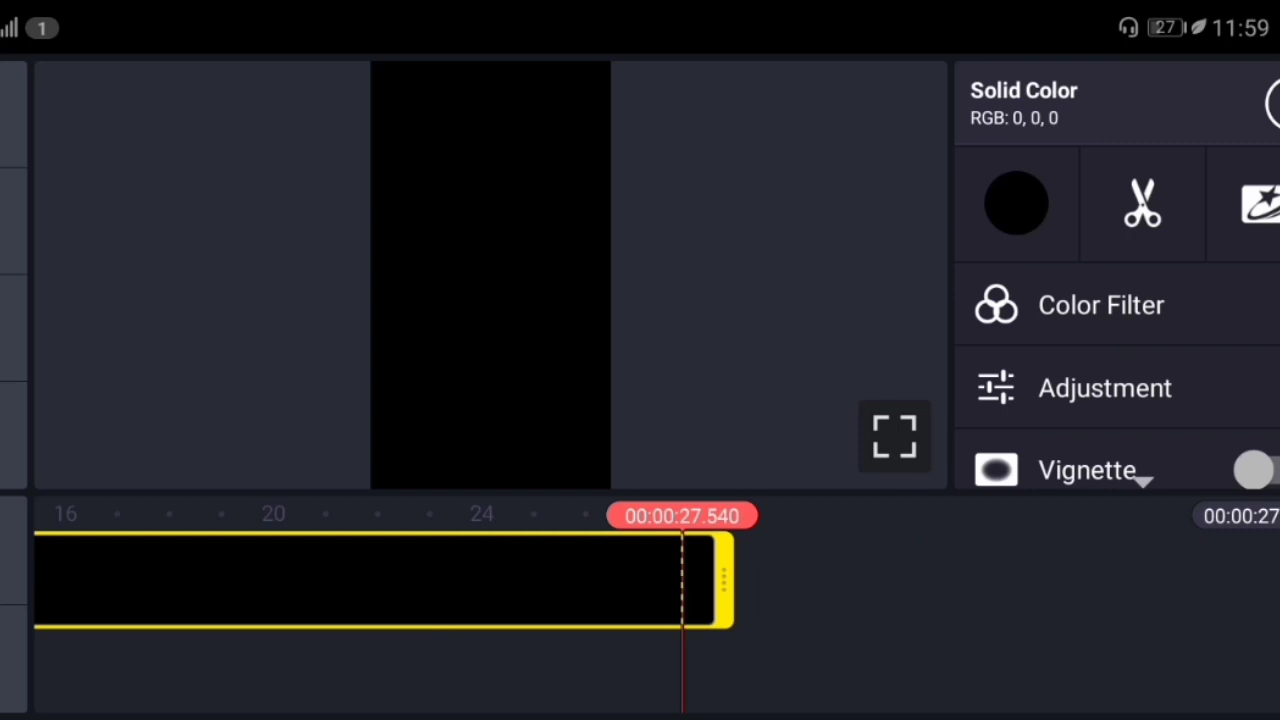 1
27
11:59
Solid Color
RGB: 0, 0, 0
Color Filter
Adjustment
Vignette
16
20
24
00:00:27.540
00:00:27